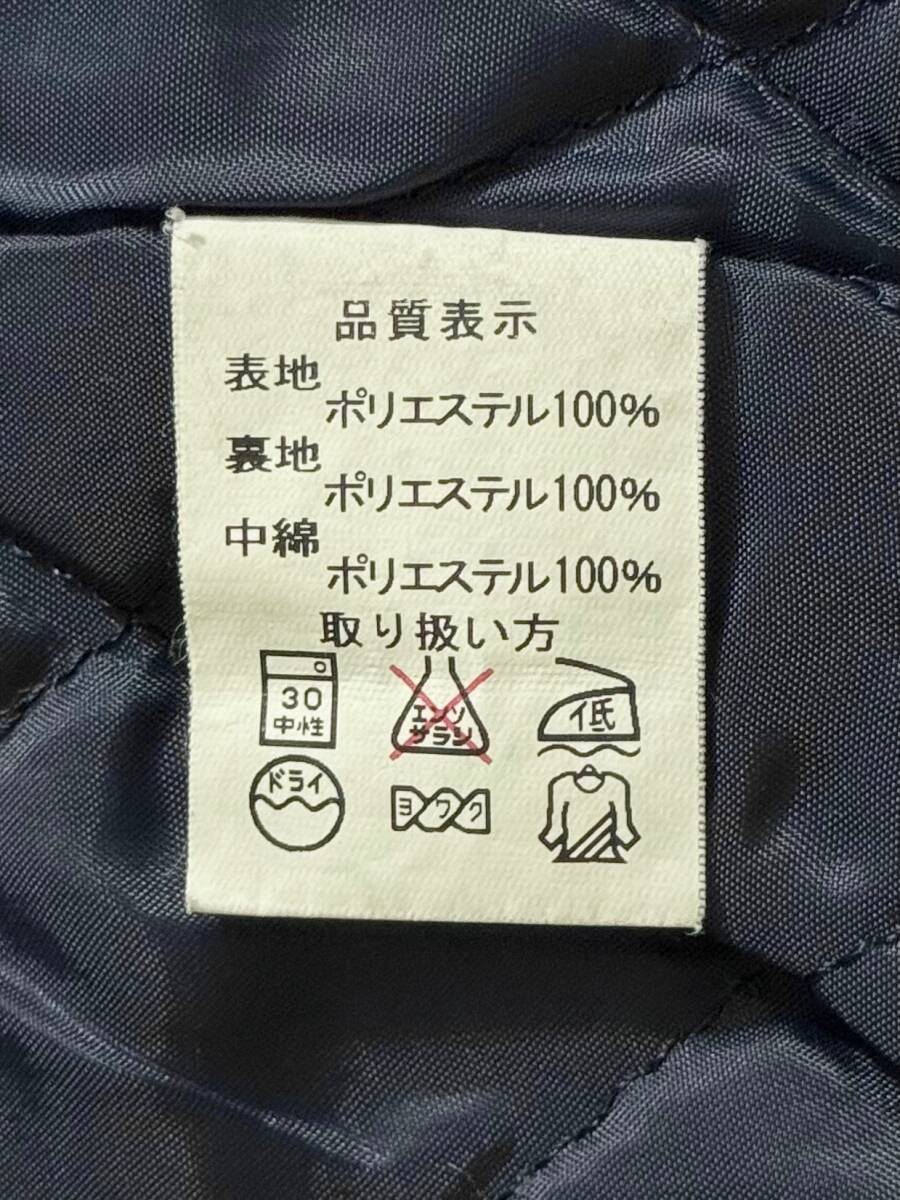 品質表示
表地
ポリエステル100%
裏地
ポリエステル100%
中綿
ポリエステル100%
取り扱い方
30
中性
エンソ
サラシ
低
ドライ
ヨワク